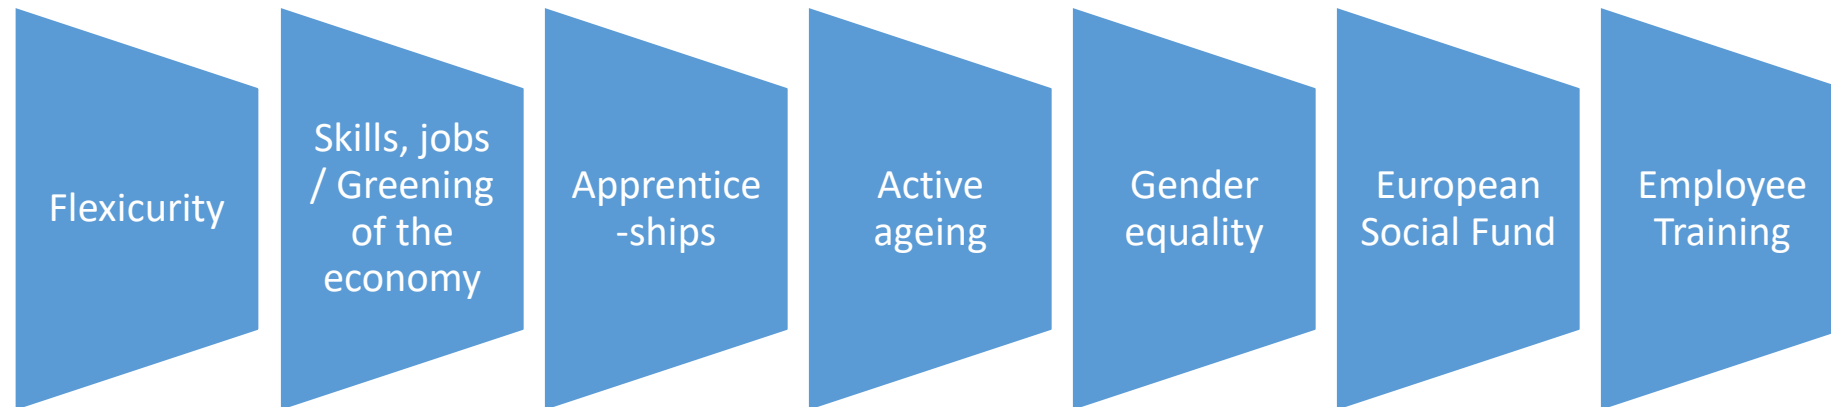 Flexicurity
Skills, jobs
/ Greening
of the
economy
Apprentice
-ships
Active
ageing
Gender
equality
European
Social Fund
Employee
Training